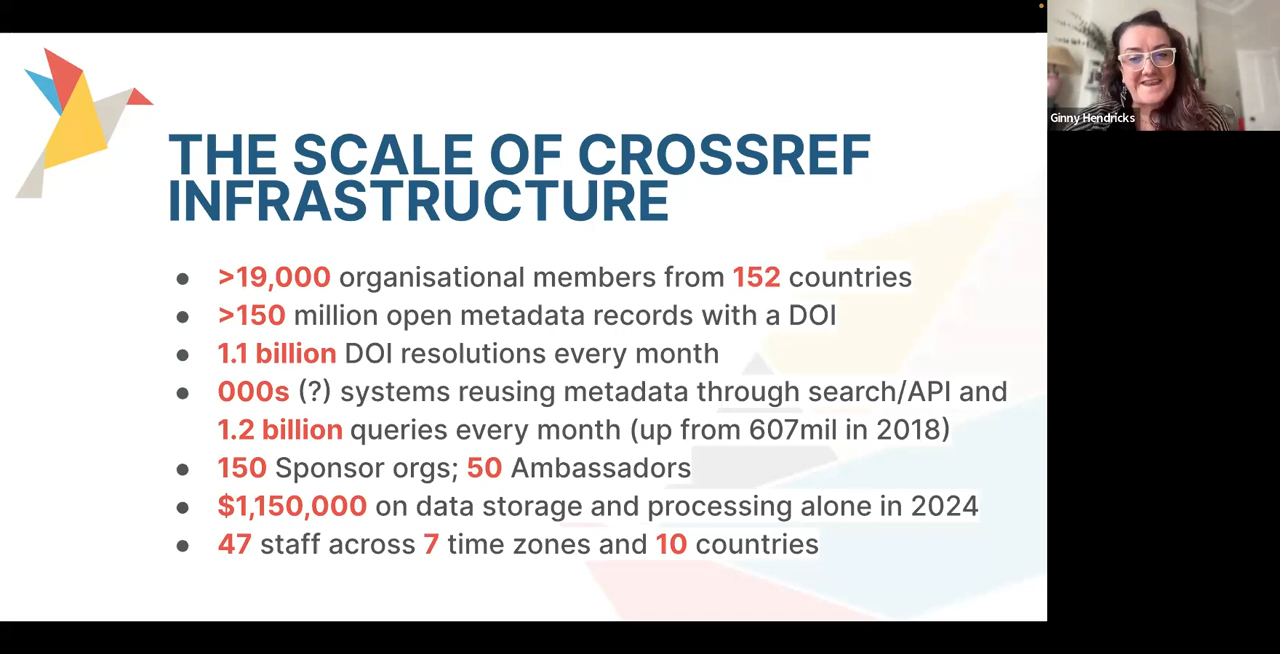 THE SCALE OF CROSSREF
INFRASTRUCTURE
● >19,000 organisational members from 152 countries
● >150 million open metadata records with a DOI
● 1.1 billion DOI resolutions every month
● 000s (?) systems reusing metadata through search/API and
1.2 billion queries every month (up from 607mil in 2018)
● 150 Sponsor orgs; 50 Ambassadors
● $1,150,000 on data storage and processing alone in 2024
● 47 staff across 7 time zones and 10 countries
Ginny Hendricks